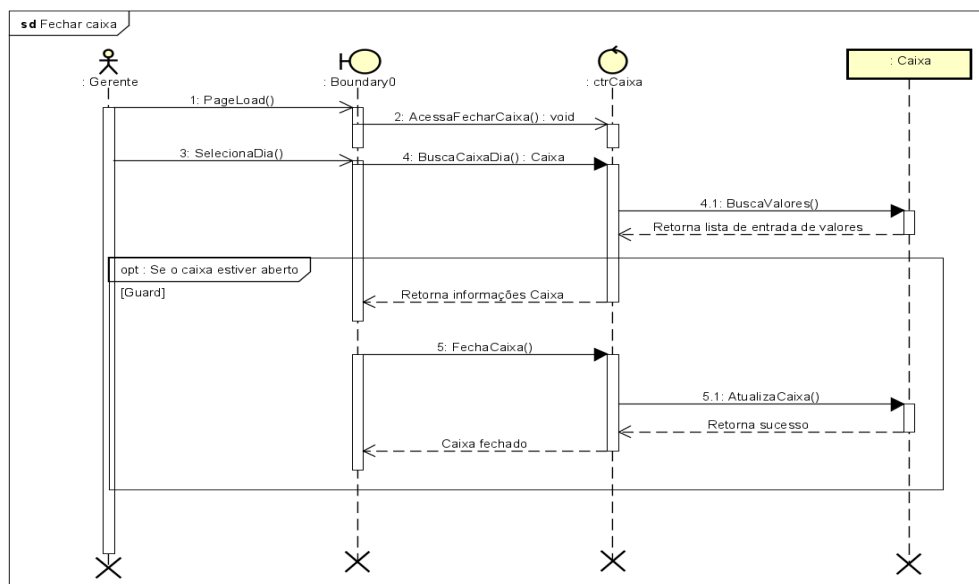 sd Fechar caixa
: Gerente
: Boundary0
: ctrCaixa
: Caixa
1: PageLoad()
2: AcessaFecharCaixa() : void
3: SelecionaDia()
4: BuscaCaixaDia() : Caixa
4.1: BuscaValores()
Retorna lista de entrada de valores
opt : Se o caixa estiver aberto
[Guard]
Retorna informações Caixa
5: FechaCaixa()
5.1: AtualizaCaixa()
Retorna sucesso
Caixa fechado